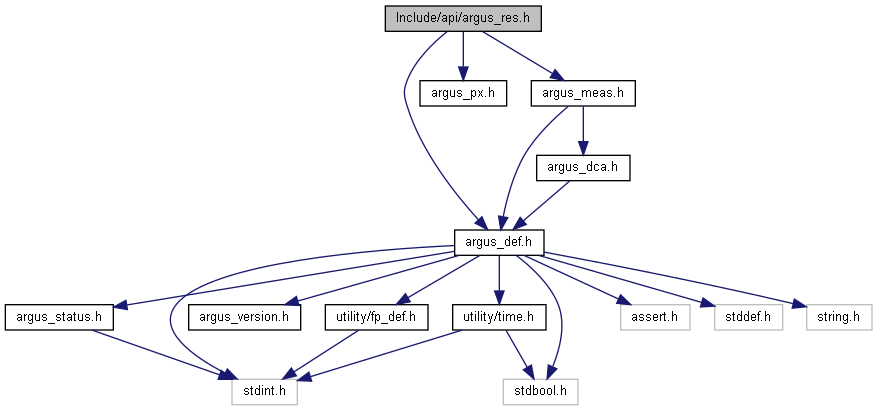 Include/api/argus_res.h
argus_px.h
argus_meas.h
argus_dca.h
argus_def.h
argus_status.h
argus_version.h
utility/fp_def.h
utility/time.h
assert.h
stddef.h
string.h
stdint.h
stdbool.h